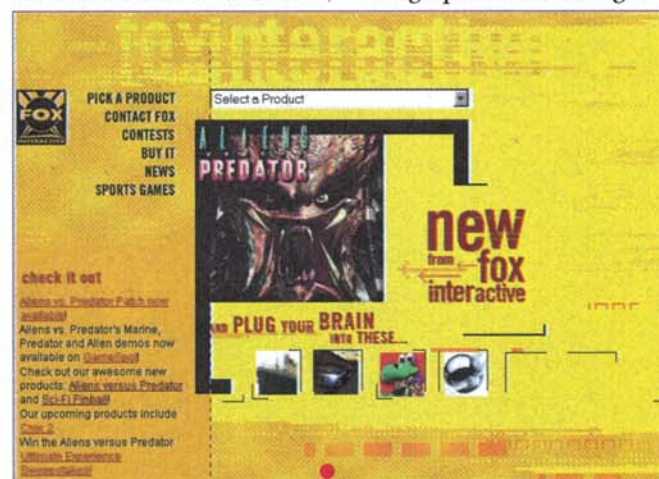 foxinteractive
FOX
INTERACTIVE
PICK A PRODUCT
CONTACT FOX
CONTESTS
BUY IT
NEWS
SPORTS GAMES
Select a Product
ALIENS
PREDATOR
new
from fox
interactive
AND PLUG YOUR BRAIN
INTO THESE...
check it out
Aliens vs. Predator Patch now
available!
Aliens vs. Predator's Marine,
Predator and Alien demos now
available on GameSpot!
Check out our awesome new
products: Aliens versus Predator
and Sci-Fi Pinball!
Our upcoming products include
Croc 2
Win the Aliens versus Predator
Ultimate Experience
Sweepstakes!